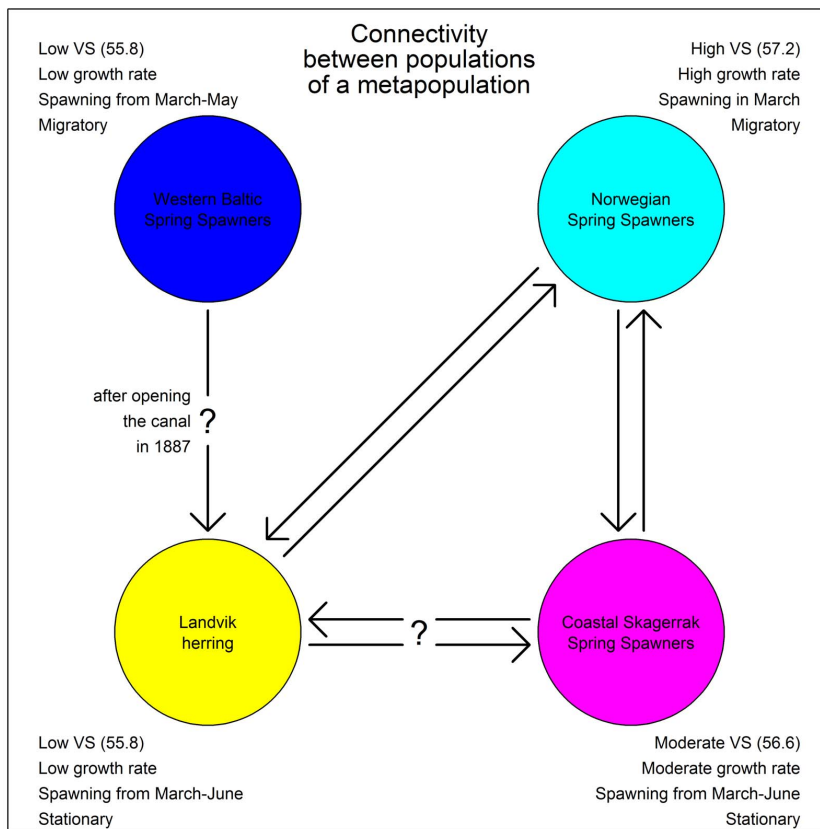 Connectivity
between populations
of a metapopulation
Low VS (55.8)
Low growth rate
Spawning from March-May
Migratory
High VS (57.2)
High growth rate
Spawning in March
Migratory
Western Baltic
Spring Spawners
Norwegian
Spring Spawners
after opening
the canal
in 1887
?
Landvik
herring
?
Coastal Skagerrak
Spring Spawners
Low VS (55.8)
Low growth rate
Spawning from March-June
Stationary
Moderate VS (56.6)
Moderate growth rate
Spawning from March-June
Stationary